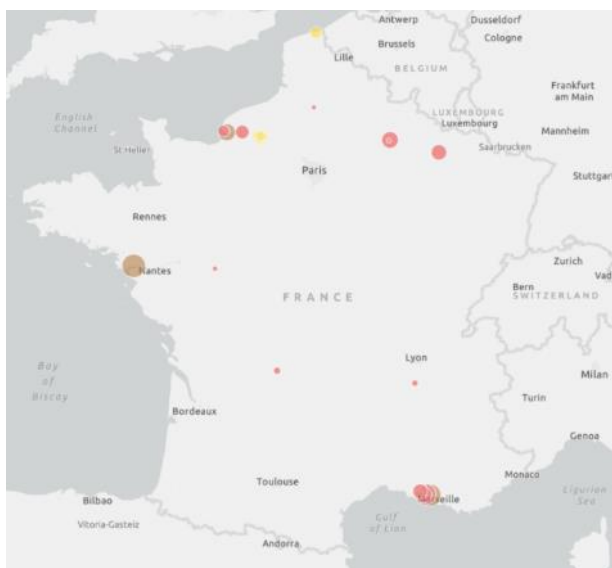 Antwerp
Dusseldorf
Brussels
Cologne
Lille
BELGIUM
Frankfurt
am Main
English
Channel
LUXEMBOURG
Luxembourg
Mannheim
St Helier
Saarbrucken
Paris
Stuttgart
Rennes
Nantes
Zurich
Vad
Bern
SWITZERLAND
FRANCE
Bay
of
Biscay
Lyon
Milan
Turin
Bordeaux
Genoa
Monaco
Toulouse
Marseille
Ligurian
Sea
Bilbao
Gulf
of Lion
Vitoria-Gasteiz
Andorra